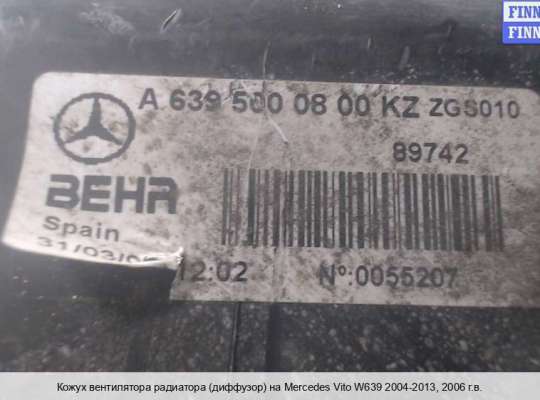 FINN
FINN
A 639 500 08 00 KZ ZGS010
89742
BEHR
Spain
12:02
Nº:0055207
Кожух вентилятора радиатора (диффузор) на Mercedes Vito W639 2004-2013, 2006 г.в.